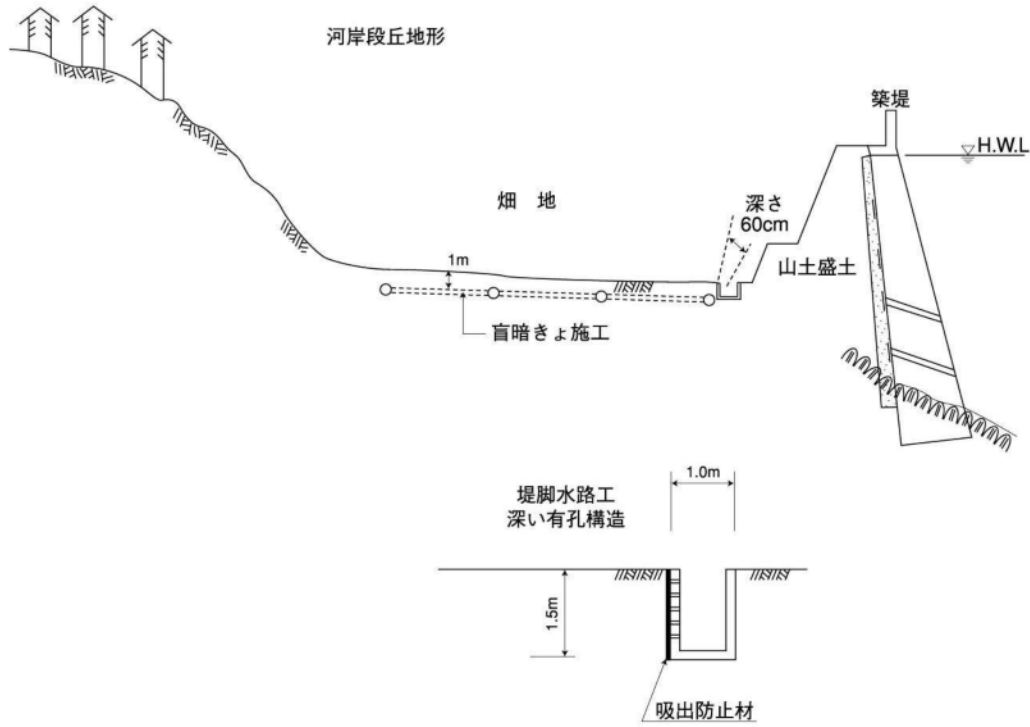 河岸段丘地形
築堤
H.W.L
畑 地
深さ
60cm
1m
山土盛土
盲暗きょ施工
1.0m
堤脚水路工
深い有孔構造
1.5m
吸出防止材